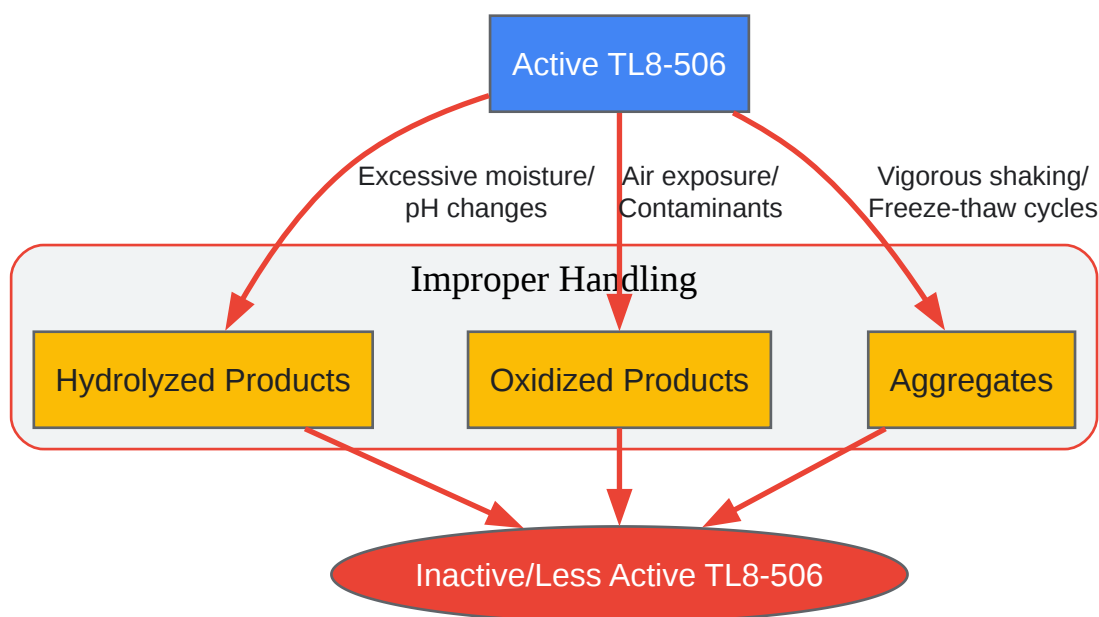 Active TL8-506
Excessive moisture/
pH changes
Air exposure/
Contaminants
Vigorous shaking/
Freeze-thaw cycles
Improper Handling
Hydrolyzed Products
Oxidized Products
Aggregates
Inactive/Less Active TL8-506